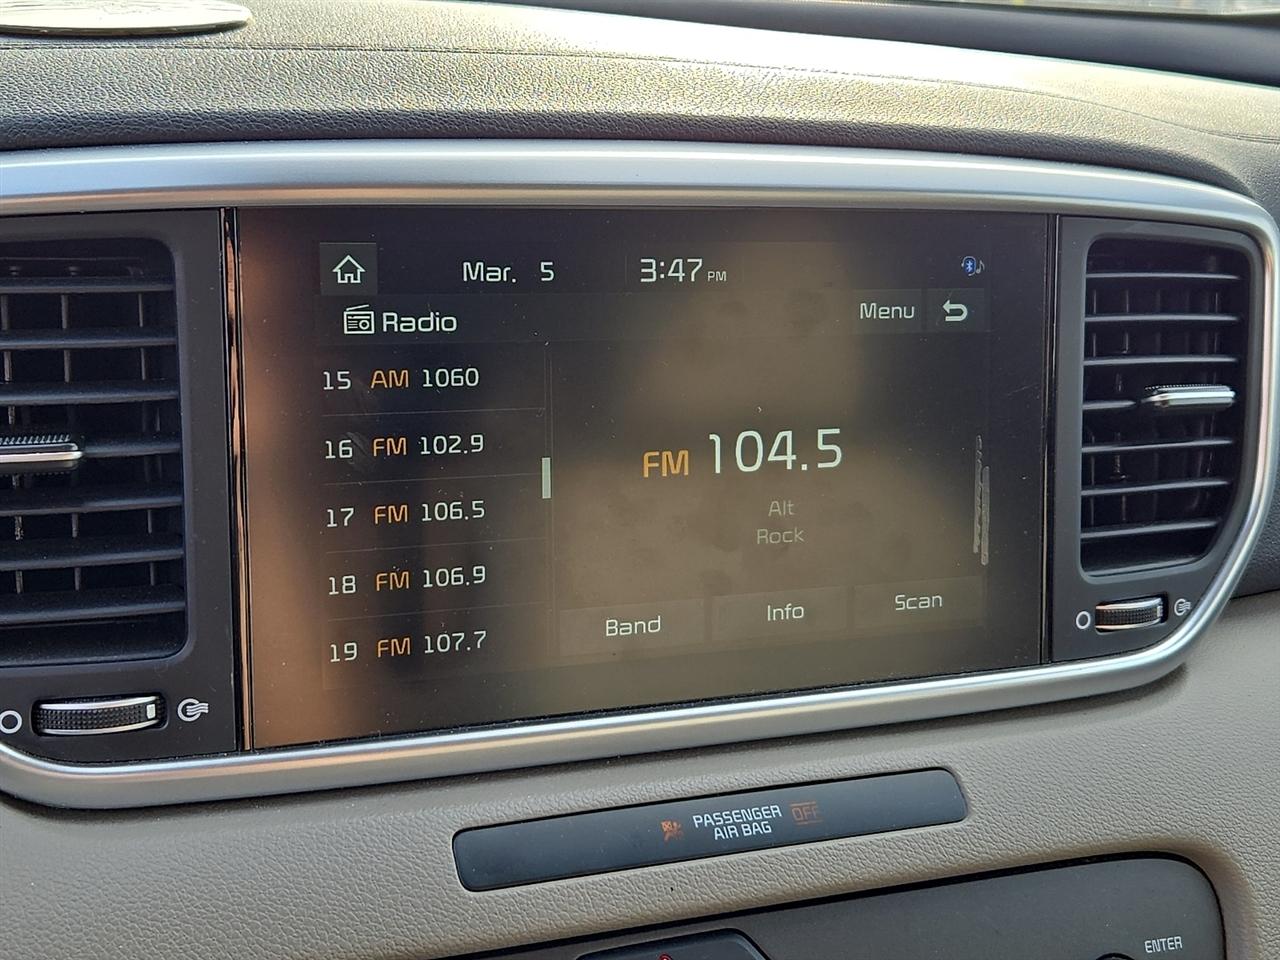 Mar. 5 3:47 PM
Radio Menu
15 AM 1060
16 FM 102.9
17 FM 106.5
18 FM 106.9
19 FM 107.7
FM 104.5
Alt
Rock
Band Info Scan
PASSENGER OFF
AIR BAG
ENTER